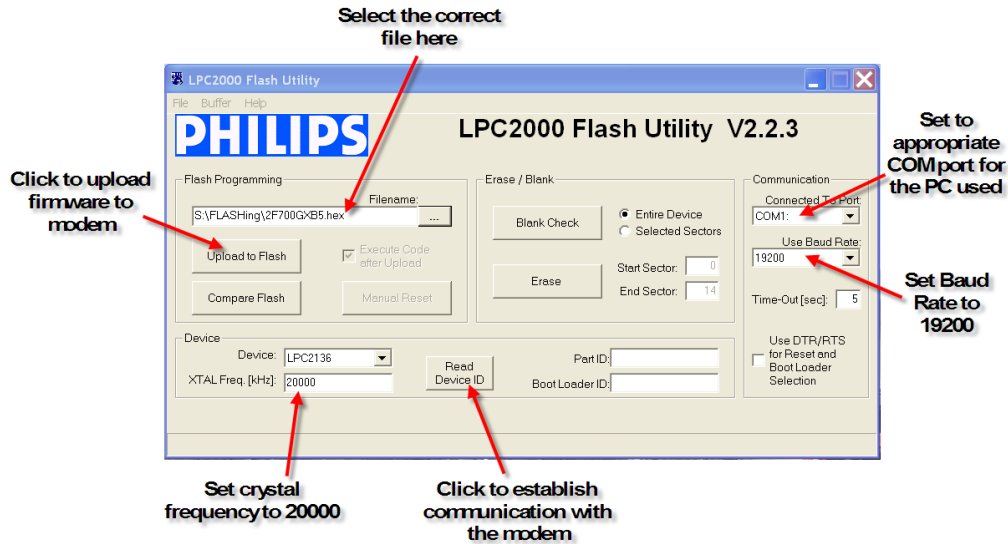 Select the correct
file here
LPC2000 Flash Utility
File Buffer Help
PHILIPS
LPC2000 Flash Utility V2.2.3
Set to
appropriate
COM port for
the PC used
Click to upload
firmware to
modem
Flash Programming
Filename:
S:\FLASHing\2F700GXB5.hex
...
Upload to Flash
Execute Code
after Upload
Compare Flash
Manual Reset
Erase / Blank
Blank Check
Entire Device
Selected Sectors
Erase
Start Sector: 0
End Sector: 14
Communication
Connected To Port:
COM1:
Use Baud Rate:
19200
Time-Out [sec]: 5
Use DTR/RTS
for Reset and
Boot Loader
Selection
Set Baud
Rate to
19200
Device
Device: LPC2136
XTAL Freq. [kHz]: 20000
Read
Device ID
Part ID:
Boot Loader ID:
Set crystal
frequency to 20000
Click to establish
communication with
the modem